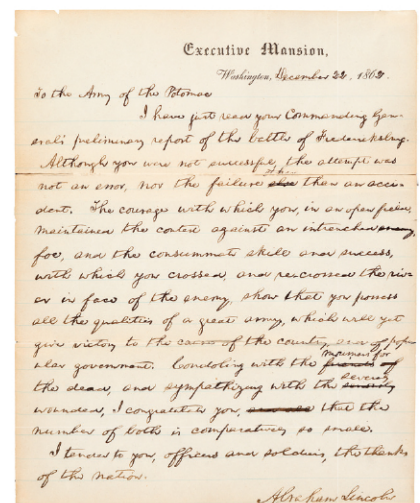 Executive Mansion,
Washington, December 22, 1862.
To the Army of the Potomac
I have just read your Commanding Gen-
eral's preliminary report of the battle of Fredericksburg.
Although you were not successful, the attempt was
not an error, nor the failure other than an acci-
dent. The courage with which you, in an open field,
maintained the contest against an intrenched
foe, and the consummate skill and success,
with which you crossed, and re-crossed the riv-
er in face of the enemy, show that you possess
all the qualities of a great army, which will yet
give victory to the cause of the country, and of popu-
lar government. Condoling with the mourners for
the dead, and sympathizing with the severely
wounded, I congratulate you that the
number of both is comparatively so small.
I tender to you, officers and soldiers, the thanks
of the nation.
Abraham Lincoln